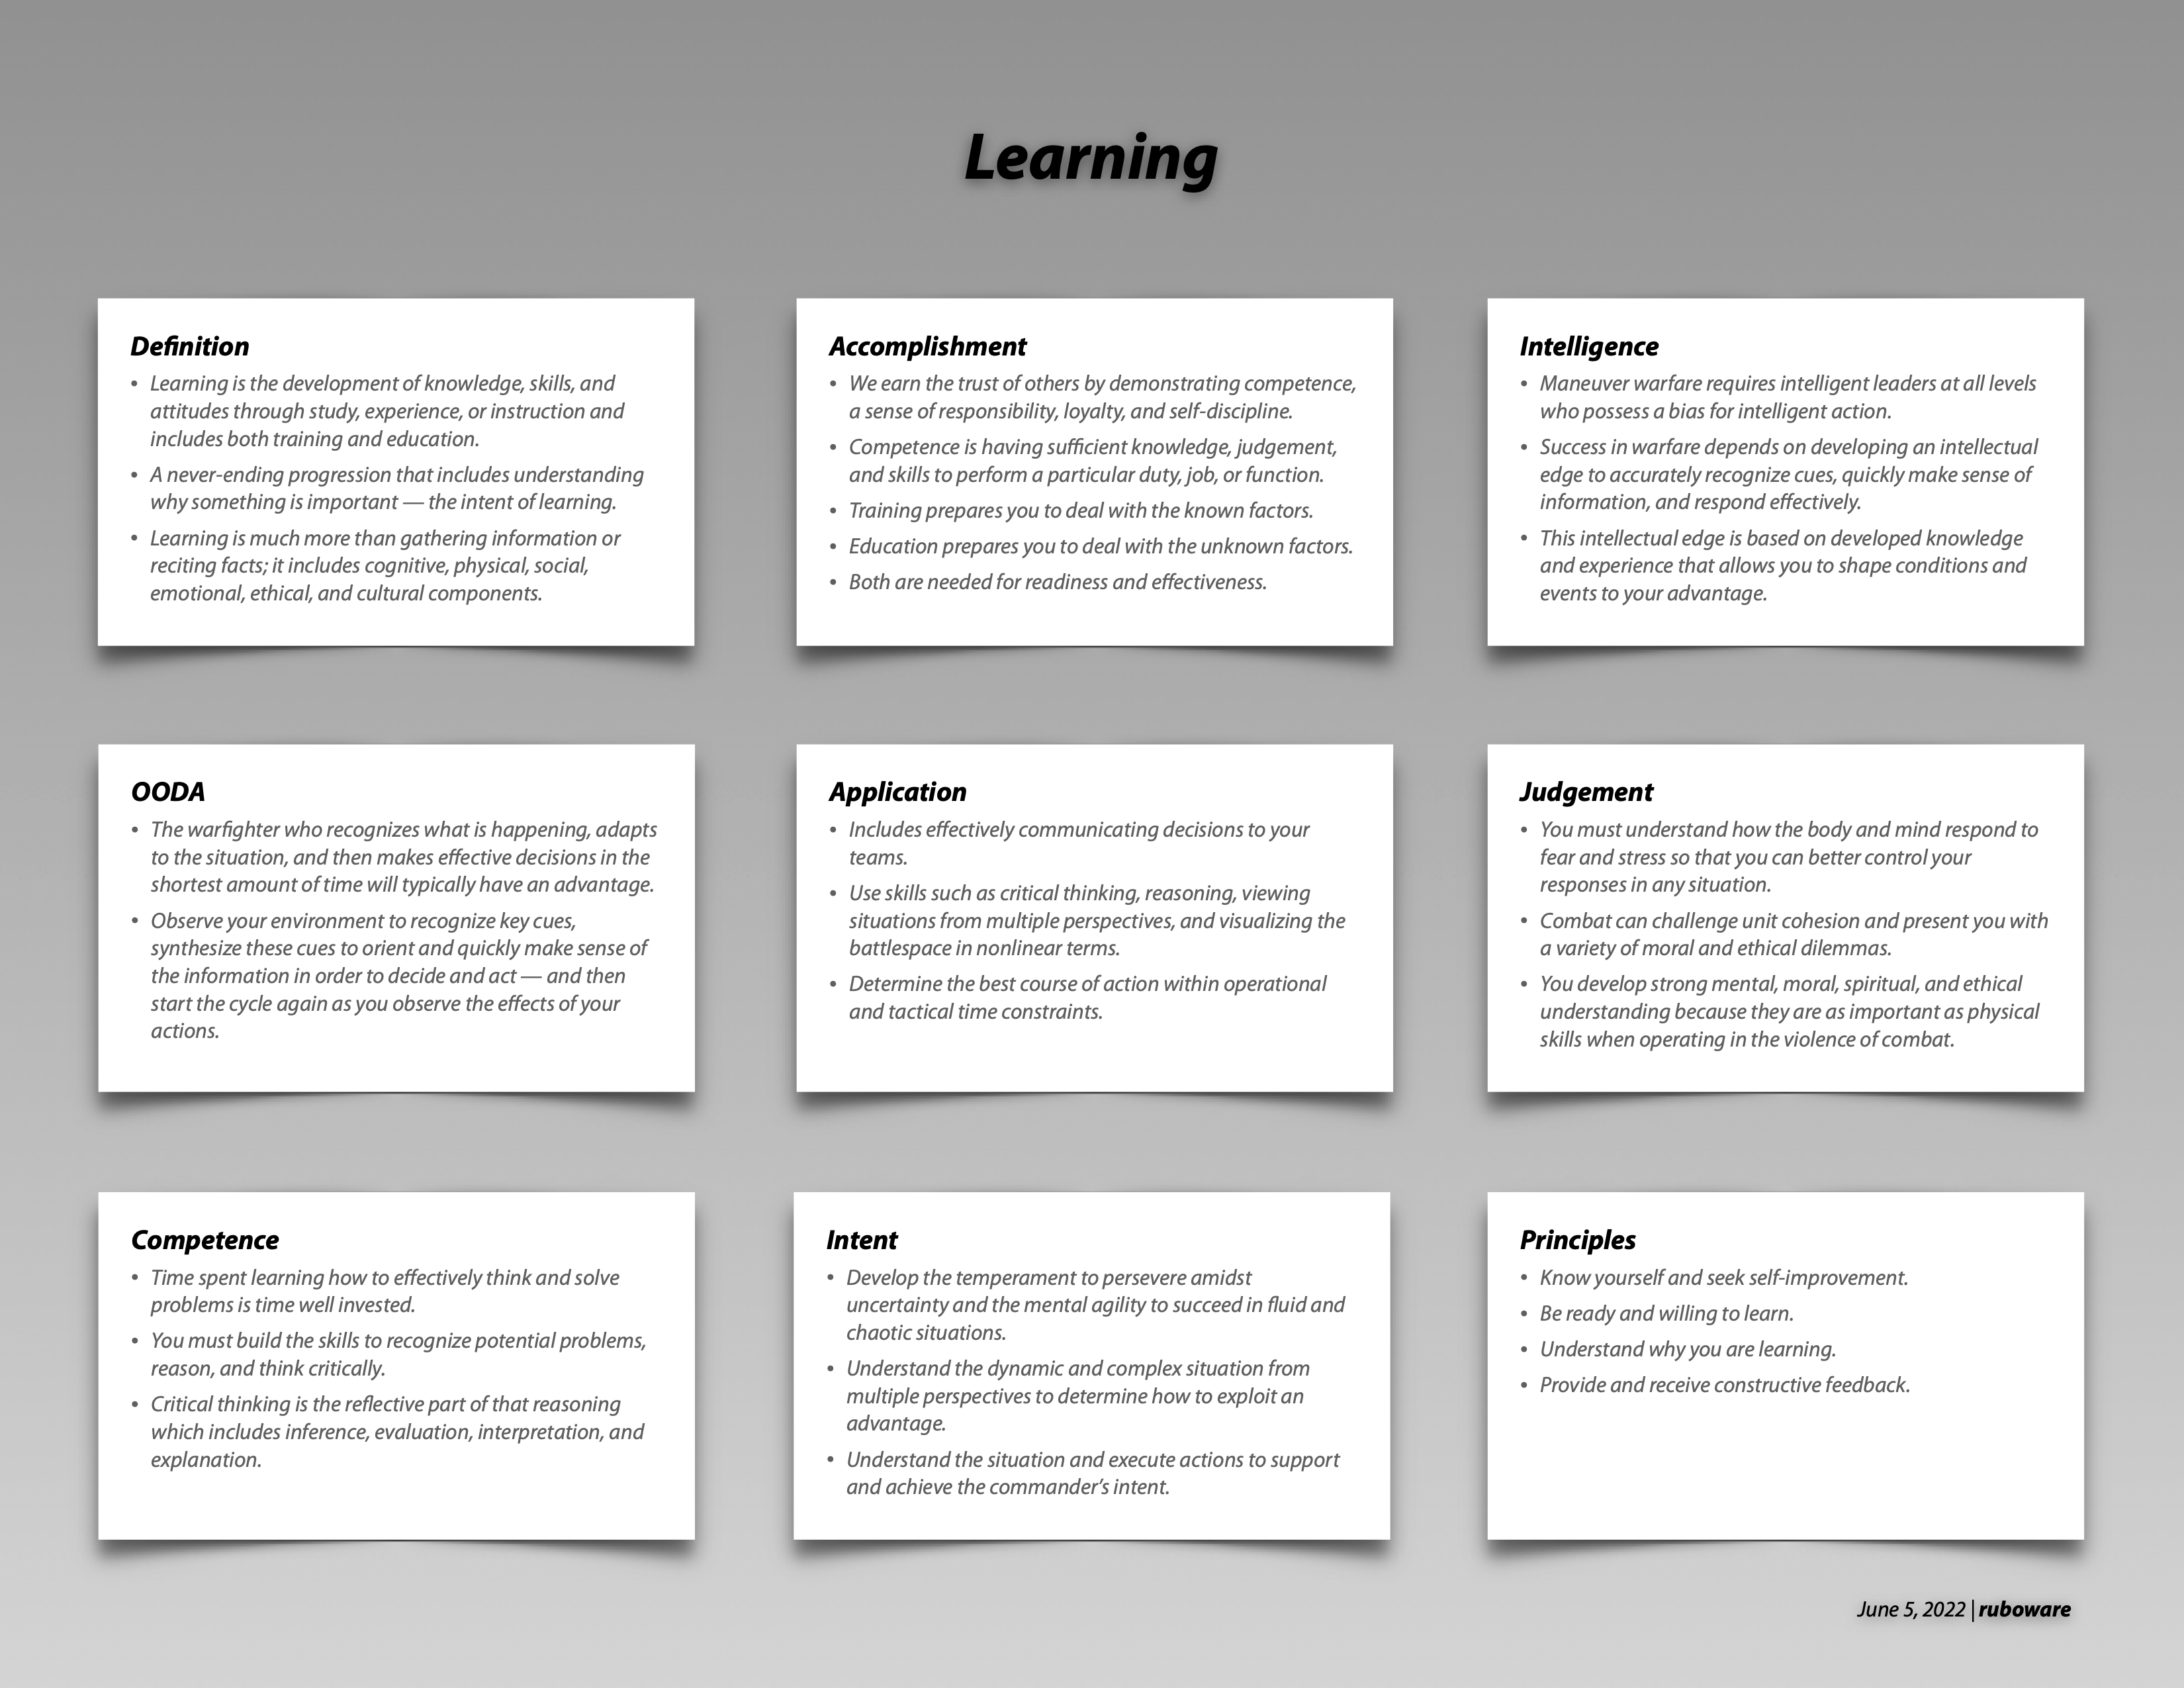 Learning
Definition
• Learning is the development of knowledge, skills, and
attitudes through study, experience, or instruction and
includes both training and education.
• A never-ending progression that includes understanding
why something is important — the intent of learning.
• Learning is much more than gathering information or
reciting facts; it includes cognitive, physical, social,
emotional, ethical, and cultural components.
Accomplishment
• We earn the trust of others by demonstrating competence,
a sense of responsibility, loyalty, and self-discipline.
• Competence is having sufficient knowledge, judgement,
and skills to perform a particular duty, job, or function.
• Training prepares you to deal with the known factors.
• Education prepares you to deal with the unknown factors.
• Both are needed for readiness and effectiveness.
Intelligence
• Maneuver warfare requires intelligent leaders at all levels
who possess a bias for intelligent action.
• Success in warfare depends on developing an intellectual
edge to accurately recognize cues, quickly make sense of
information, and respond effectively.
• This intellectual edge is based on developed knowledge
and experience that allows you to shape conditions and
events to your advantage.
OODA
• The warfighter who recognizes what is happening, adapts
to the situation, and then makes effective decisions in the
shortest amount of time will typically have an advantage.
• Observe your environment to recognize key cues,
synthesize these cues to orient and quickly make sense of
the information in order to decide and act — and then
start the cycle again as you observe the effects of your
actions.
Application
• Includes effectively communicating decisions to your
teams.
• Use skills such as critical thinking, reasoning, viewing
situations from multiple perspectives, and visualizing the
battlespace in nonlinear terms.
• Determine the best course of action within operational
and tactical time constraints.
Judgement
• You must understand how the body and mind respond to
fear and stress so that you can better control your
responses in any situation.
• Combat can challenge unit cohesion and present you with
a variety of moral and ethical dilemmas.
• You develop strong mental, moral, spiritual, and ethical
understanding because they are as important as physical
skills when operating in the violence of combat.
Competence
• Time spent learning how to effectively think and solve
problems is time well invested.
• You must build the skills to recognize potential problems,
reason, and think critically.
• Critical thinking is the reflective part of that reasoning
which includes inference, evaluation, interpretation, and
explanation.
Intent
• Develop the temperament to persevere amidst
uncertainty and the mental agility to succeed in fluid and
chaotic situations.
• Understand the dynamic and complex situation from
multiple perspectives to determine how to exploit an
advantage.
• Understand the situation and execute actions to support
and achieve the commander’s intent.
Principles
• Know yourself and seek self-improvement.
• Be ready and willing to learn.
• Understand why you are learning.
• Provide and receive constructive feedback.
June 5, 2022 | ruboware